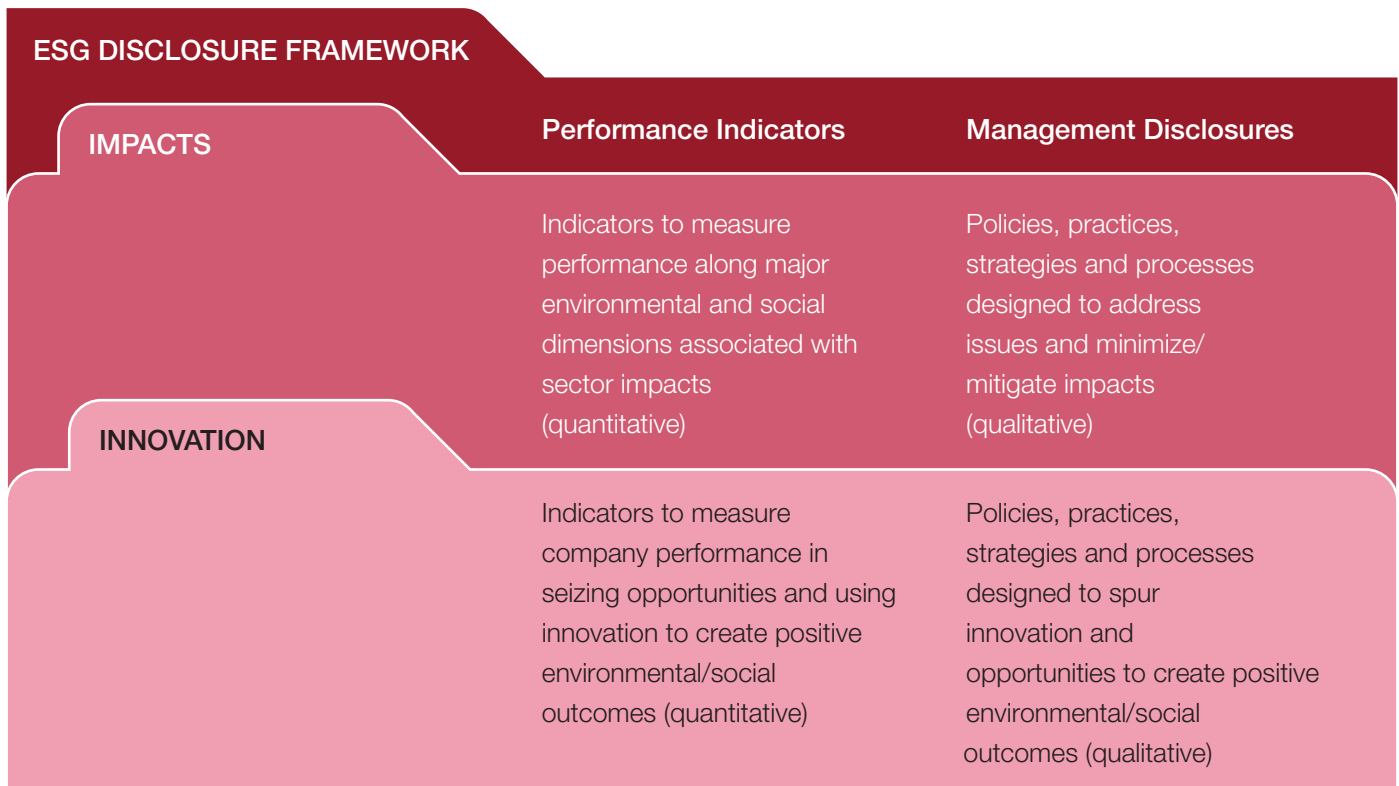 ESG DISCLOSURE FRAMEWORK
IMPACTS
Performance Indicators
Management Disclosures
Indicators to measure
performance along major
environmental and social
dimensions associated with
sector impacts
(quantitative)
Policies, practices,
strategies and processes
designed to address
issues and minimize/
mitigate impacts
(qualitative)
INNOVATION
Indicators to measure
company performance in
seizing opportunities and using
innovation to create positive
environmental/social
outcomes (quantitative)
Policies, practices,
strategies and processes
designed to spur
innovation and
opportunities to create positive
environmental/social
outcomes (qualitative)